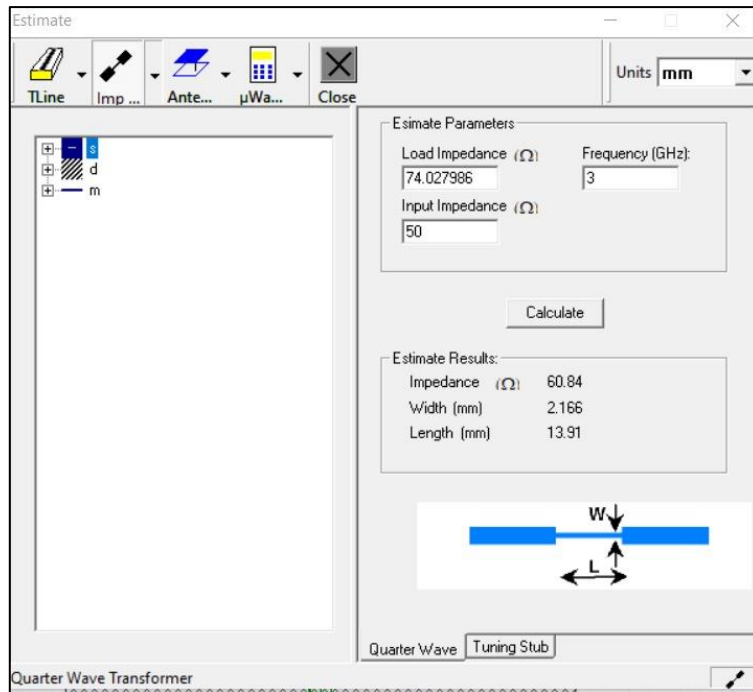 Estimate
TLine Imp ... Ante... µWa... Close Units mm
s
d
m
Esimate Parameters
Load Impedance (Ω) Frequency (GHz):
74.027986 3
Input Impedance (Ω)
50
Calculate
Estimate Results:
Impedance (Ω) 60.84
Width (mm) 2.166
Length (mm) 13.91
W
L
Quarter Wave Tuning Stub
Quarter Wave Transformer